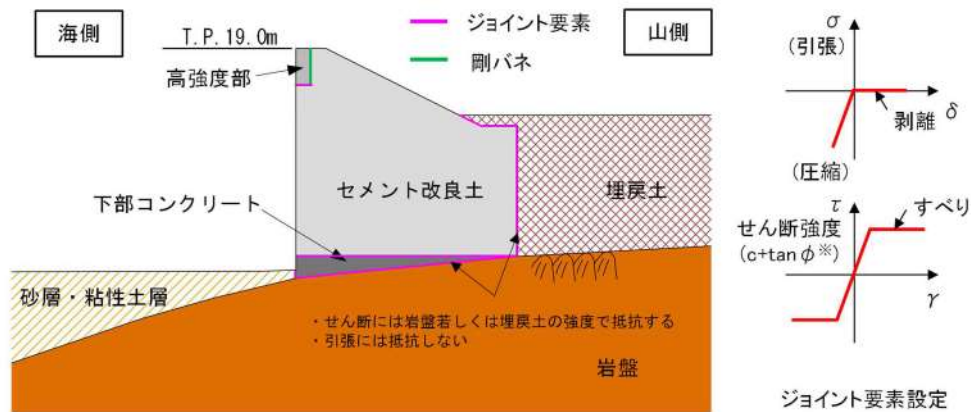 海側
T.P.19.0m
高強度部
ジョイント要素
剛バネ
山側
下部コンクリート
セメント改良土
埋戻土
砂層・粘性土層
・せん断には岩盤若しくは埋戻土の強度で抵抗する
・引張には抵抗しない
岩盤
σ
(引張)
δ
剥離
(圧縮)
τ
すべり
せん断強度
(c+tanφ※)
γ
ジョイント要素設定